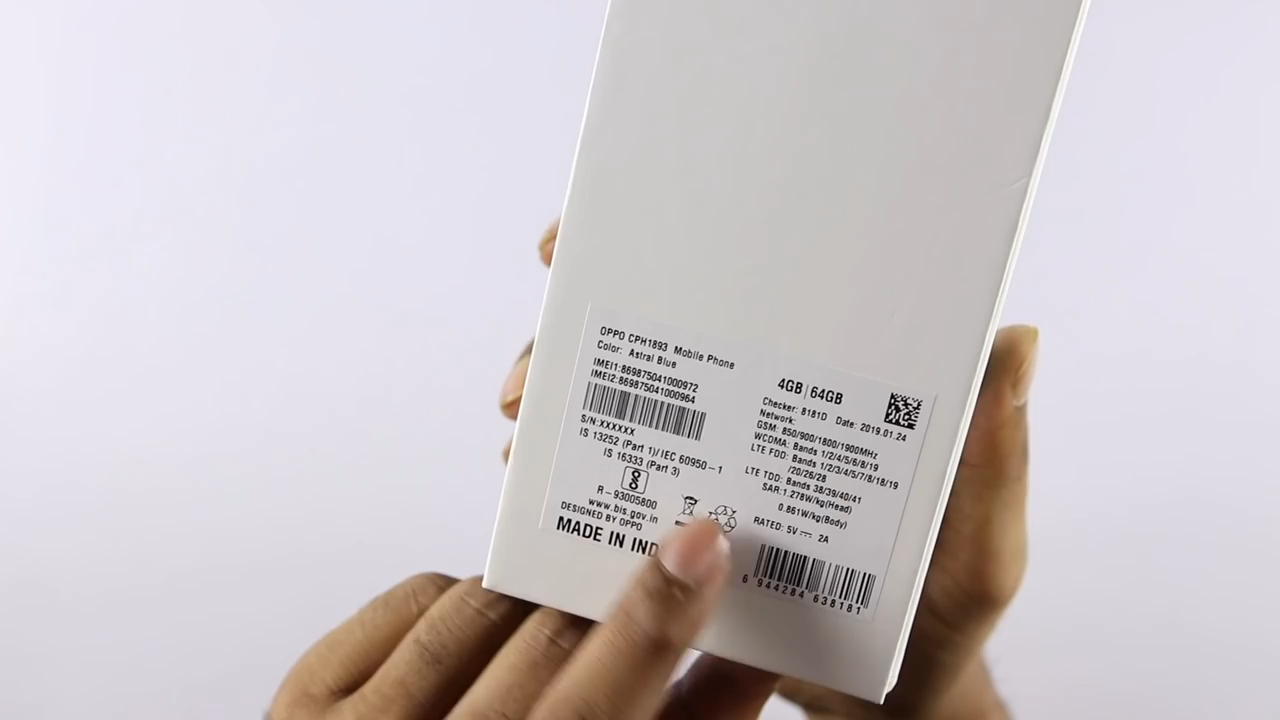 OPPO CPH1893 Mobile Phone
Color: Astral Blue
IMEI1:869875041000972
IMEI2:869875041000964
S/N:XXXXXX
IS 13252 (Part 1)/IEC 60950-1
IS 16333 (Part 3)
R-93005800
www.bis.gov.in
DESIGNED BY OPPO
MADE IN IND
4GB | 64GB
Checker: 8181D Date: 2019.01.24
Network:
GSM: 850/900/1800/1900MHz
WCDMA: Bands 1/2/4/5/6/8/19
LTE FDD: Bands 1/2/3/4/5/7/8/18/19
/20/26/28
LTE TDD: Bands 38/39/40/41
SAR:1.278W/kg(Head)
0.861W/kg(Body)
RATED: 5V⎓ 2A
6 944284 638181